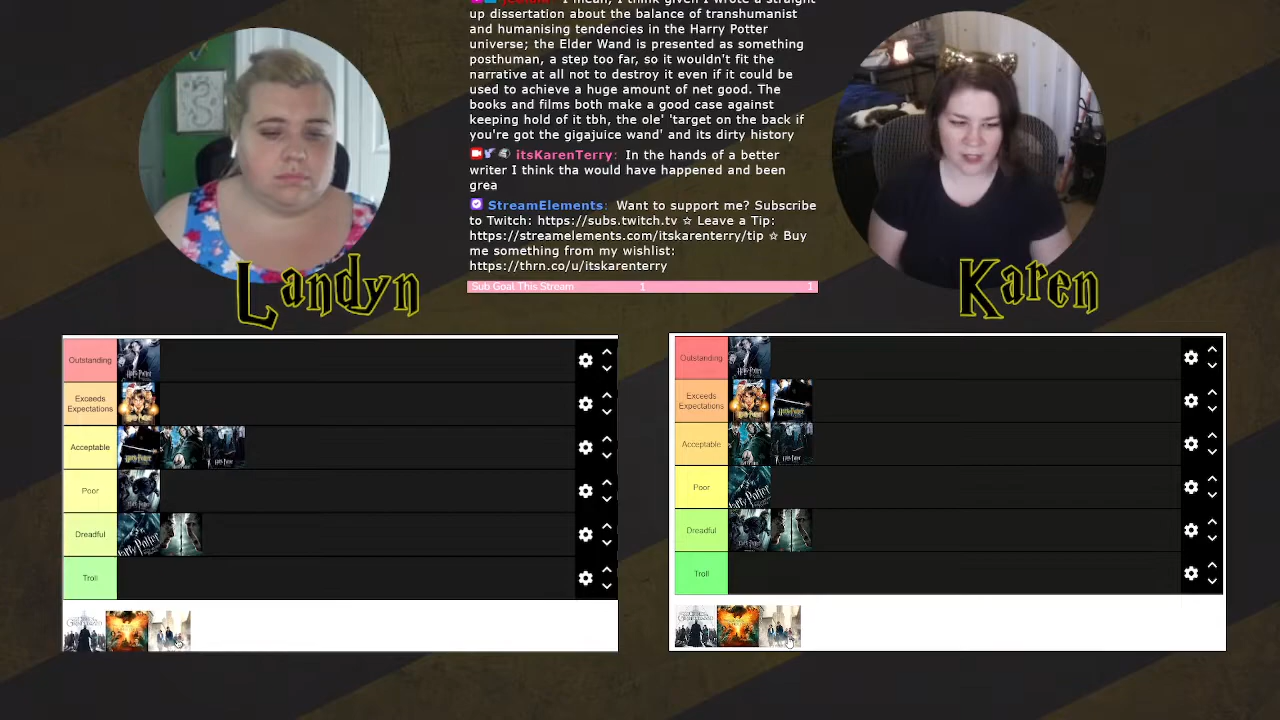 I mean, I think given I wrote a straight
up dissertation about the balance of transhumanist
and humanising tendencies in the Harry Potter
universe; the Elder Wand is presented as something
posthuman, a step too far, so it wouldn't fit the
narrative at all not to destroy it even if it could be
used to achieve a huge amount of net good. The
books and films both make a good case against
keeping hold of it tbh, the ole' 'target on the back if
you're got the gigajuice wand' and its dirty history
itsKarenTerry: In the hands of a better
writer I think tha would have happened and been
grea
StreamElements: Want to support me? Subscribe
to Twitch: https://subs.twitch.tv ☆ Leave a Tip:
https://streamelements.com/itskarenterry/tip ☆ Buy
me something from my wishlist:
https://thrn.co/u/itskarenterry
Sub Goal This Stream 1 1
Landyn
Karen
Outstanding
Exceeds
Expectations
Acceptable
Poor
Dreadful
Troll
Outstanding
Exceeds
Expectations
Acceptable
Poor
Dreadful
Troll